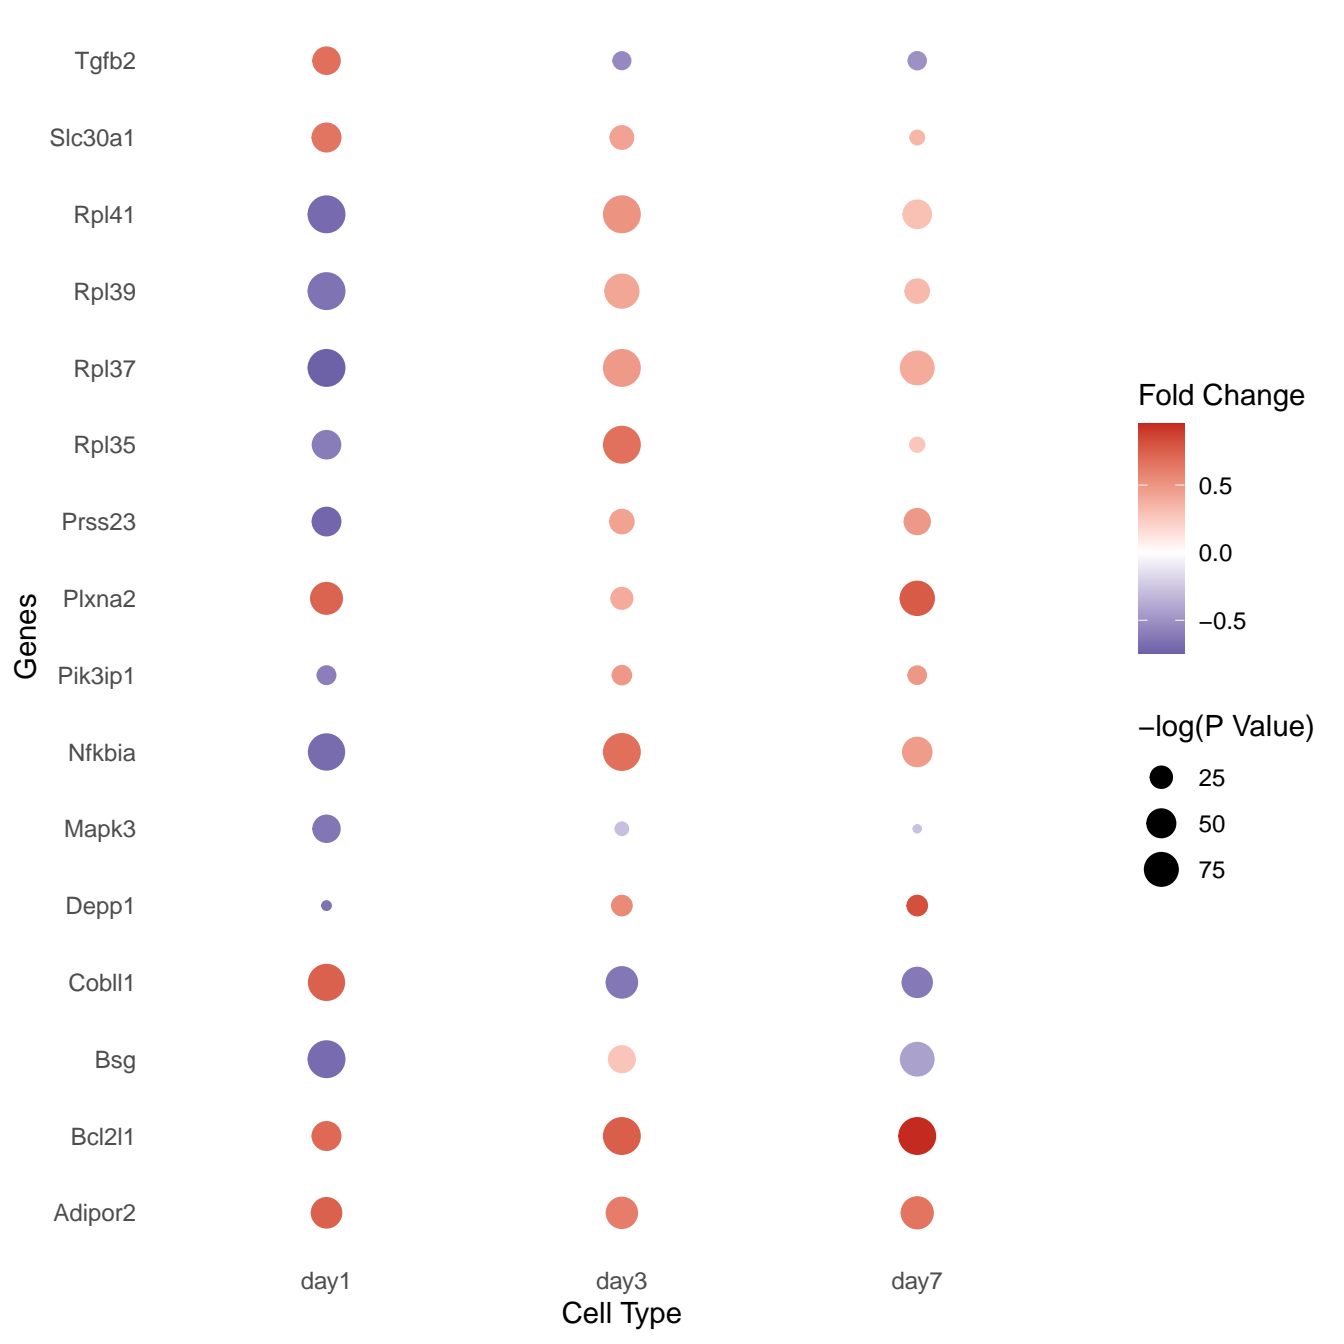 Tgfb2
Slc30a1
Rpl41
Rpl39
Rpl37
Rpl35
Prss23
Plxna2
Pik3ip1
Nfkbia
Mapk3
Depp1
Cobll1
Bsg
Bcl2l1
Adipor2
Genes
day1 day3 day7
Cell Type
Fold Change
0.5
0.0
−0.5
−log(P Value)
25
50
75